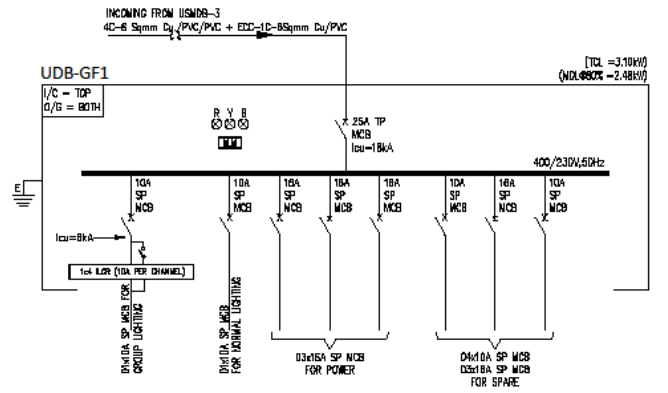 INCOMING FROM USMDB-3
4C-6 Sqmm Cu/PVC/PVC + ECC-1C-6Sqmm Cu/PVC
UDB-GF1
[TCL =3.10kW)
(MDL@80% =2.48kW)
I/C = TOP
O/G = BOTH
R Y B
25A TP
MCB
Icu=16kA
400/230V,50Hz
E
10A
SP
MCB
10A
SP
MCB
16A
SP
MCB
16A
SP
MCB
16A
SP
MCB
10A
SP
MCB
16A
SP
MCB
10A
SP
MCB
Icu=6kA
(10A PER CHANNEL)
01x10A SP MCB FOR
GROUP LIGHTING
01x10A SP MCB
FOR NORMAL LIGHTING
03x16A SP MCB
FOR POWER
04x10A SP MCB
03x16A SP MCB
FOR SPARE